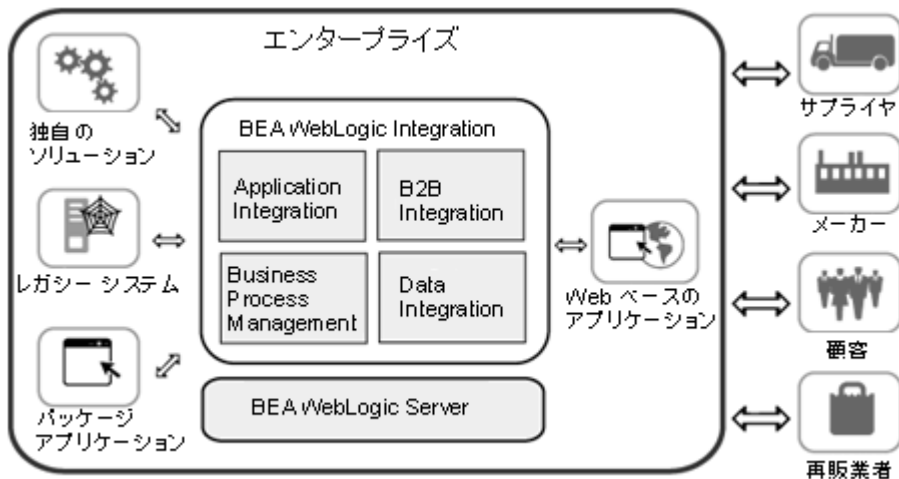 エンタープライズ
独自の
ソリューション
レガシー システム
パッケージ
アプリケーション
BEA WebLogic Integration
Application
Integration
B2B
Integration
Business
Process
Management
Data
Integration
BEA WebLogic Server
Web ベースの
アプリケーション
サプライヤ
メーカー
顧客
再販業者